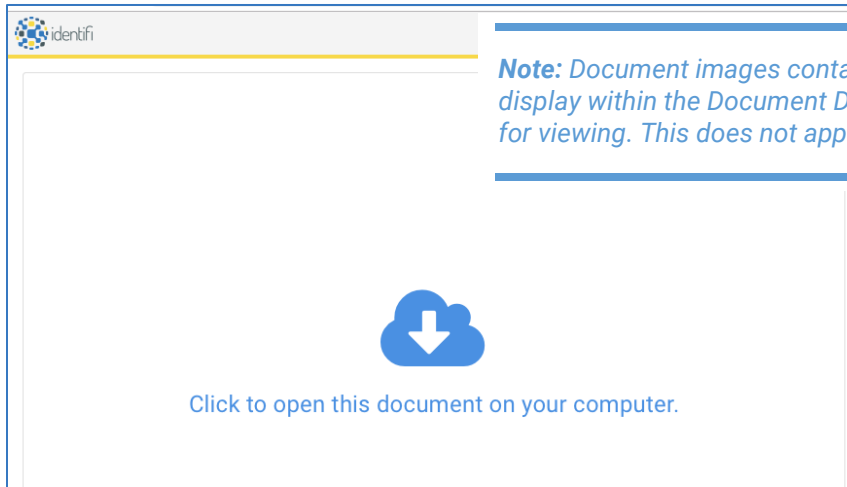 identifi
Note: Document images conta
display within the Document D
for viewing. This does not app
Click to open this document on your computer.